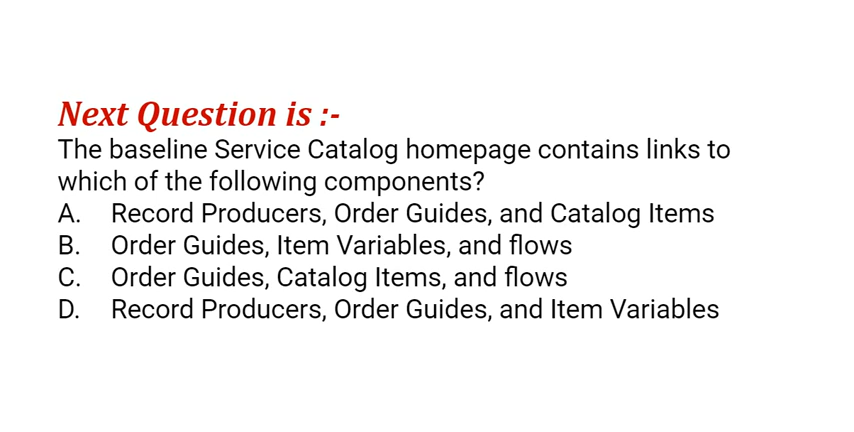 Next Question is :-
The baseline Service Catalog homepage contains links to
which of the following components?
A. Record Producers, Order Guides, and Catalog Items
B. Order Guides, Item Variables, and flows
C. Order Guides, Catalog Items, and flows
D. Record Producers, Order Guides, and Item Variables